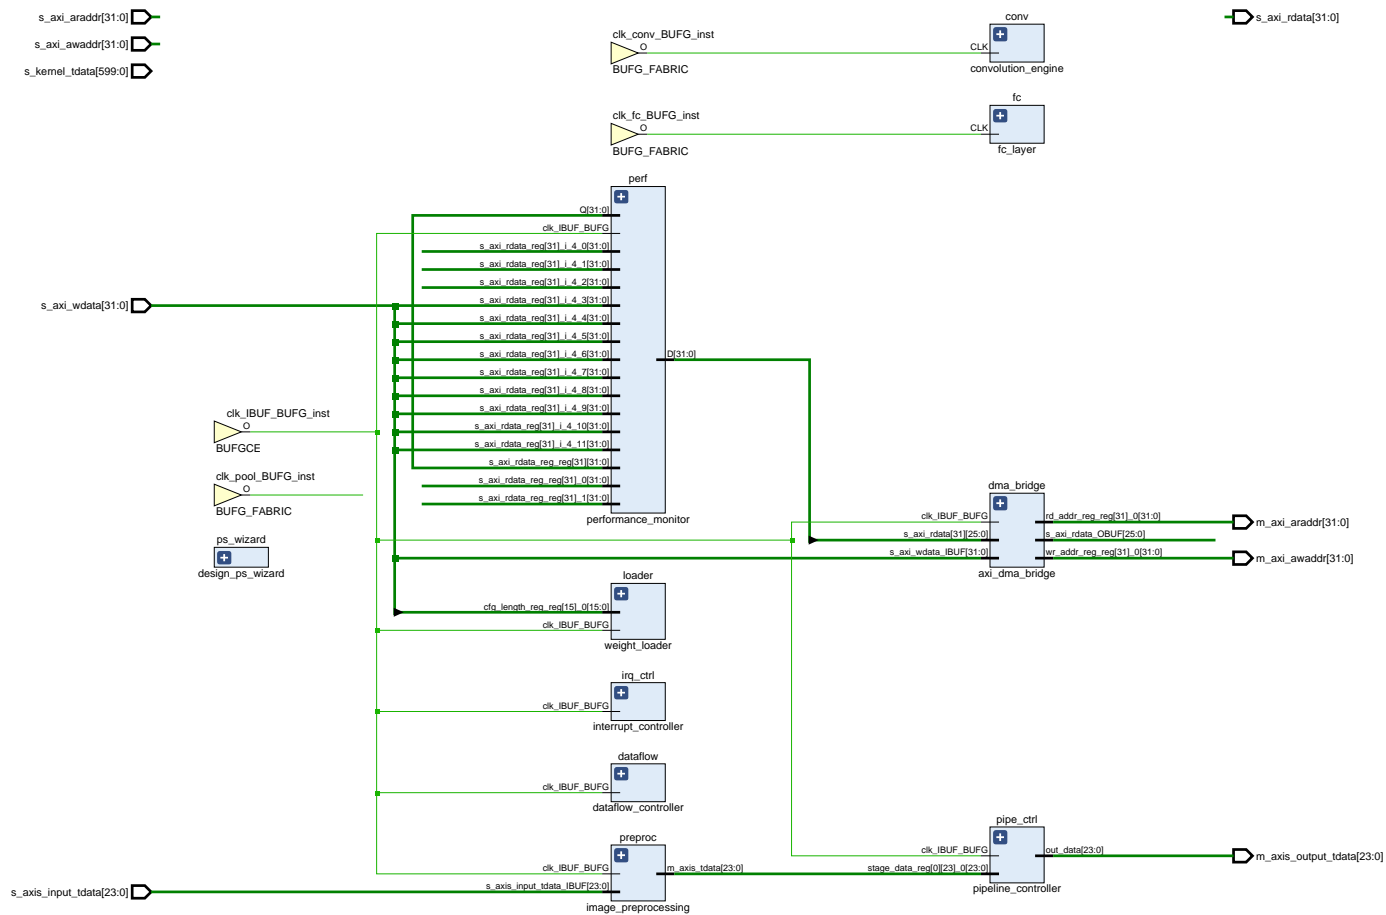 s_axi_araddr[31:0]
s_axi_awaddr[31:0]
s_kernel_tdata[599:0]
s_axi_wdata[31:0]
s_axis_input_tdata[23:0]
clk_IBUF_BUFG_inst
O
BUFGCE
clk_pool_BUFG_inst
O
BUFG_FABRIC
ps_wizard
design_ps_wizard
clk_conv_BUFG_inst
O
BUFG_FABRIC
clk_fc_BUFG_inst
O
BUFG_FABRIC
perf
Q[31:0]
clk_IBUF_BUFG
s_axi_rdata_reg[31]_i_4_0[31:0]
s_axi_rdata_reg[31]_i_4_1[31:0]
s_axi_rdata_reg[31]_i_4_2[31:0]
s_axi_rdata_reg[31]_i_4_3[31:0]
s_axi_rdata_reg[31]_i_4_4[31:0]
s_axi_rdata_reg[31]_i_4_5[31:0]
s_axi_rdata_reg[31]_i_4_6[31:0]
s_axi_rdata_reg[31]_i_4_7[31:0]
s_axi_rdata_reg[31]_i_4_8[31:0]
s_axi_rdata_reg[31]_i_4_9[31:0]
s_axi_rdata_reg[31]_i_4_10[31:0]
s_axi_rdata_reg[31]_i_4_11[31:0]
s_axi_rdata_reg_reg[31][31:0]
s_axi_rdata_reg_reg[31]_0[31:0]
s_axi_rdata_reg_reg[31]_1[31:0]
D[31:0]
performance_monitor
loader
cfg_length_reg_reg[15]_0[15:0]
clk_IBUF_BUFG
weight_loader
irq_ctrl
clk_IBUF_BUFG
interrupt_controller
dataflow
clk_IBUF_BUFG
dataflow_controller
preproc
clk_IBUF_BUFG
s_axis_input_tdata_IBUF[23:0]
m_axis_tdata[23:0]
image_preprocessing
conv
CLK
convolution_engine
fc
CLK
fc_layer
dma_bridge
clk_IBUF_BUFG
s_axi_rdata[31][25:0]
s_axi_wdata_IBUF[31:0]
rd_addr_reg_reg[31]_0[31:0]
s_axi_rdata_OBUF[25:0]
wr_addr_reg_reg[31]_0[31:0]
axi_dma_bridge
pipe_ctrl
clk_IBUF_BUFG
stage_data_reg[0][23]_0[23:0]
out_data[23:0]
pipeline_controller
s_axi_rdata[31:0]
m_axi_araddr[31:0]
m_axi_awaddr[31:0]
m_axis_output_tdata[23:0]